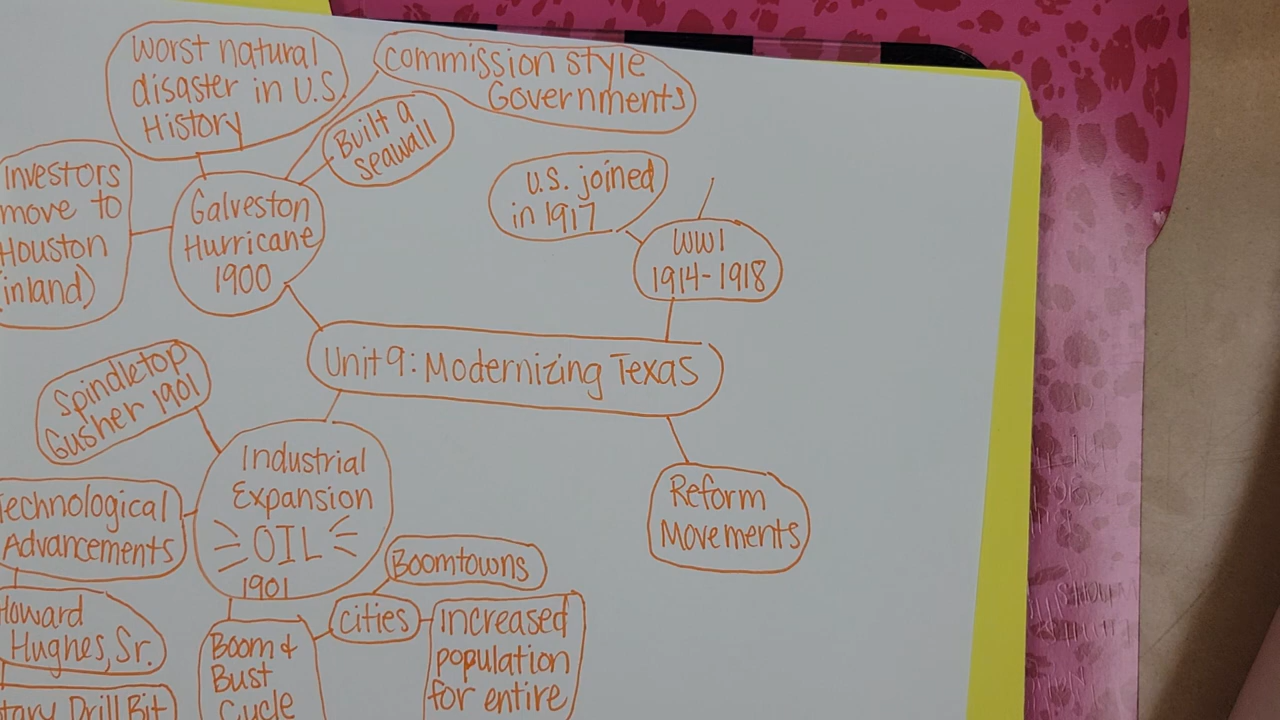 worst natural
disaster in U.S.
History
commission style
Governments
Built a
seawall
Investors
move to
Houston
(inland)
Galveston
Hurricane
1900
U.S. joined
in 1917
WWI
1914-1918
Unit 9: Modernizing Texas
Spindletop
Gusher 1901
Industrial
Expansion
OIL
1901
Technological
Advancements
Howard
Hughes, Sr.
Drill Bit
Boom &
Bust
Cycle
cities
Boomtowns
increased
population
for entire
Reform
Movements